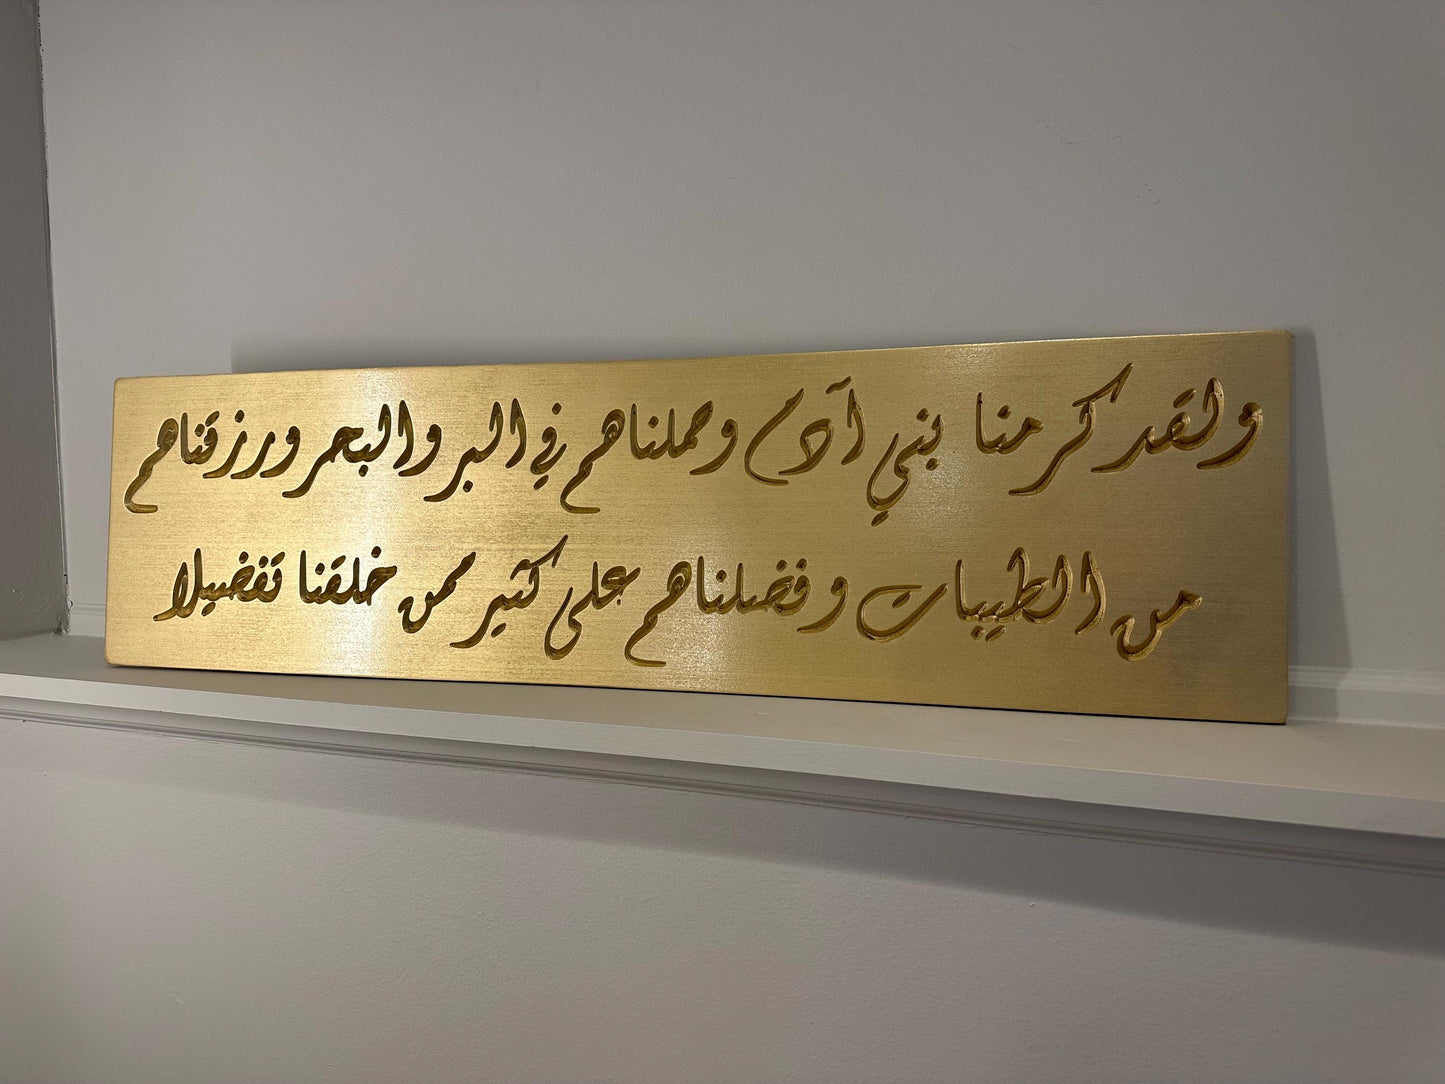 ولقد كرمنا بني آدم وحملناهم في البر والبحر ورزقناهم
من الطيبات وفضلناهم على كثير ممن خلقنا تفضيلا